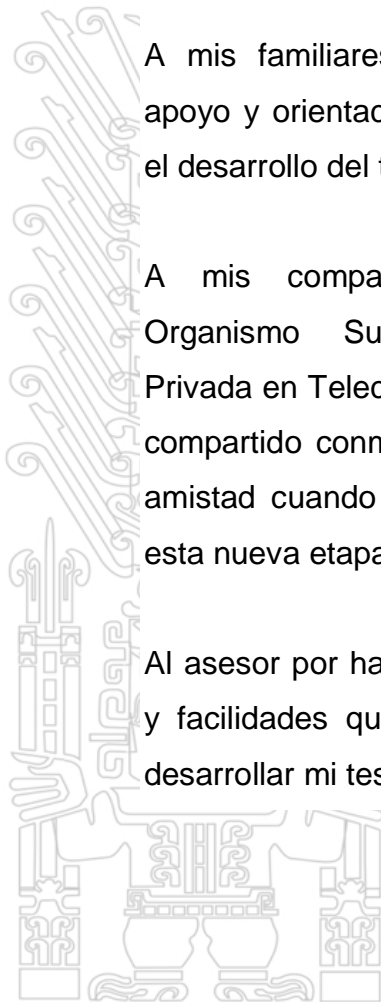 A mis familiares
apoyo y orientac
el desarrollo del t
A mis compa
Organismo Su
Privada en Telec
compartido conm
amistad cuando
esta nueva etapa
Al asesor por ha
y facilidades qu
desarrollar mi tes